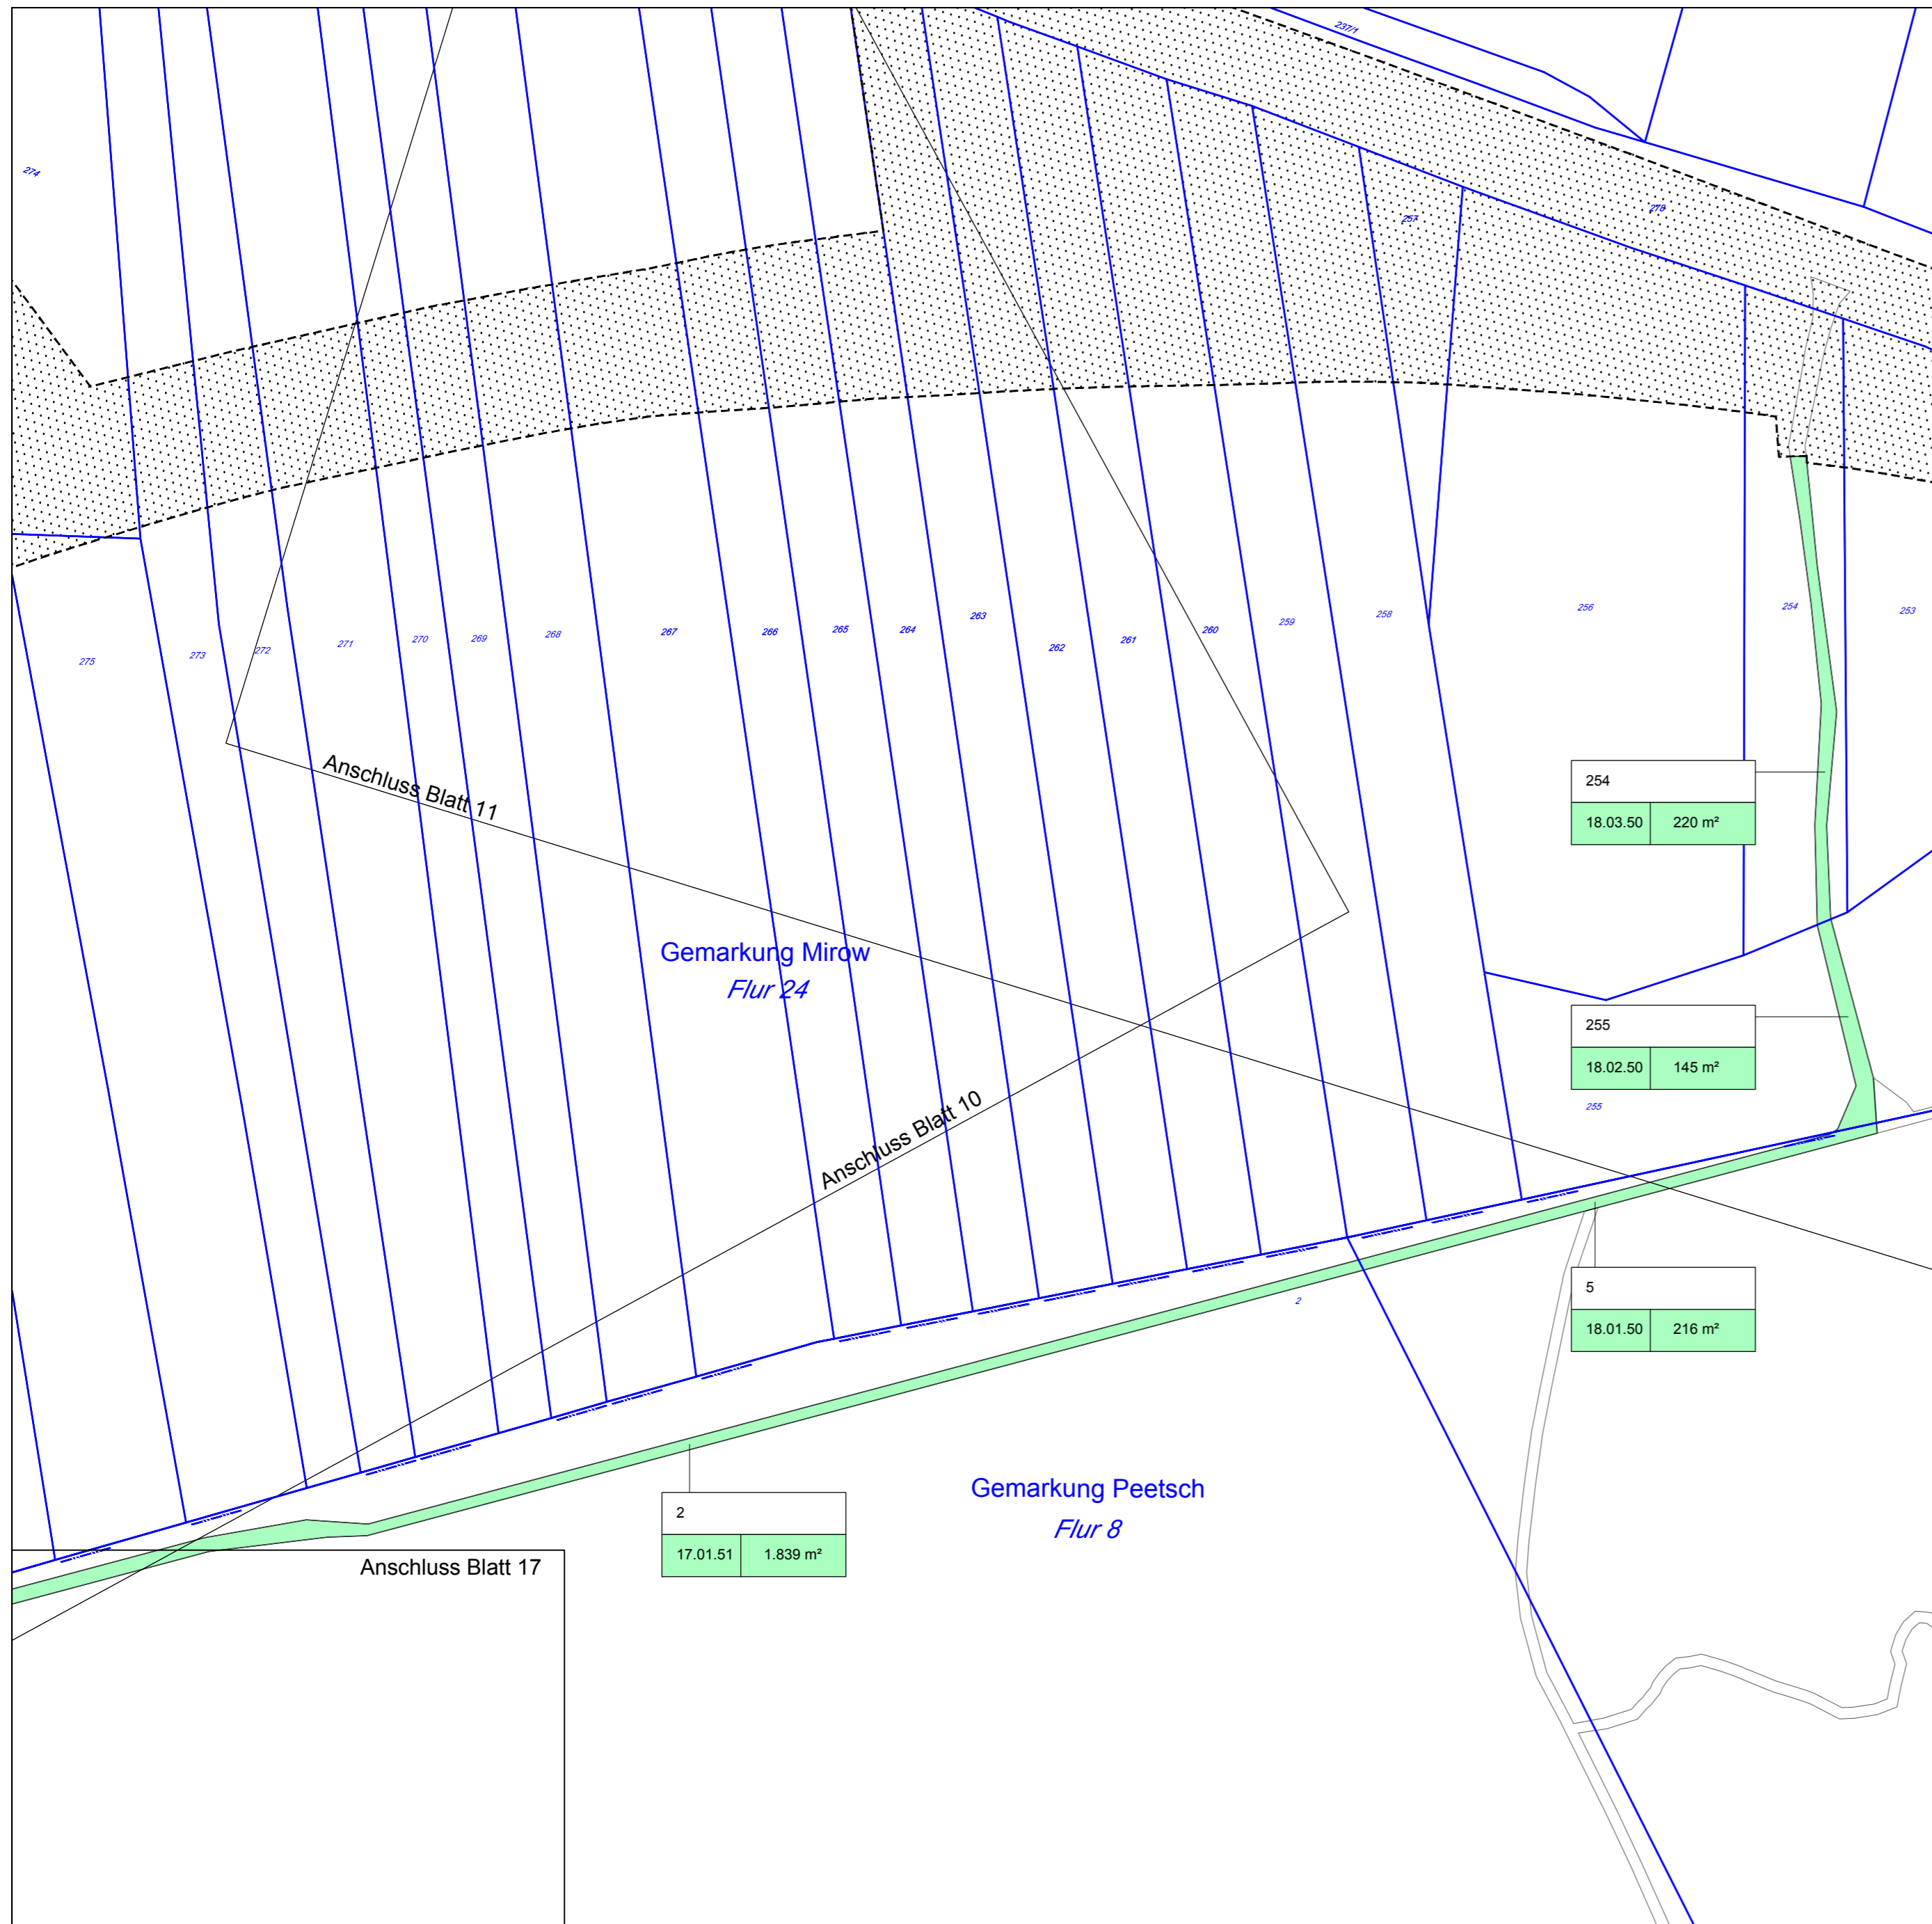 237/1
274
278
257
256
254
253
259
258
263
267
266
265
264
260
268
269
270
271
261
262
272
273
275
Anschluss Blatt 11
254
18.03.50 220 m²
Gemarkung Mirow
Flur 24
255
18.02.50 145 m²
Anschluss Blatt 10
255
5
18.01.50 216 m²
2
Gemarkung Peetsch
Flur 8
2
17.01.51 1.839 m²
Anschluss Blatt 17